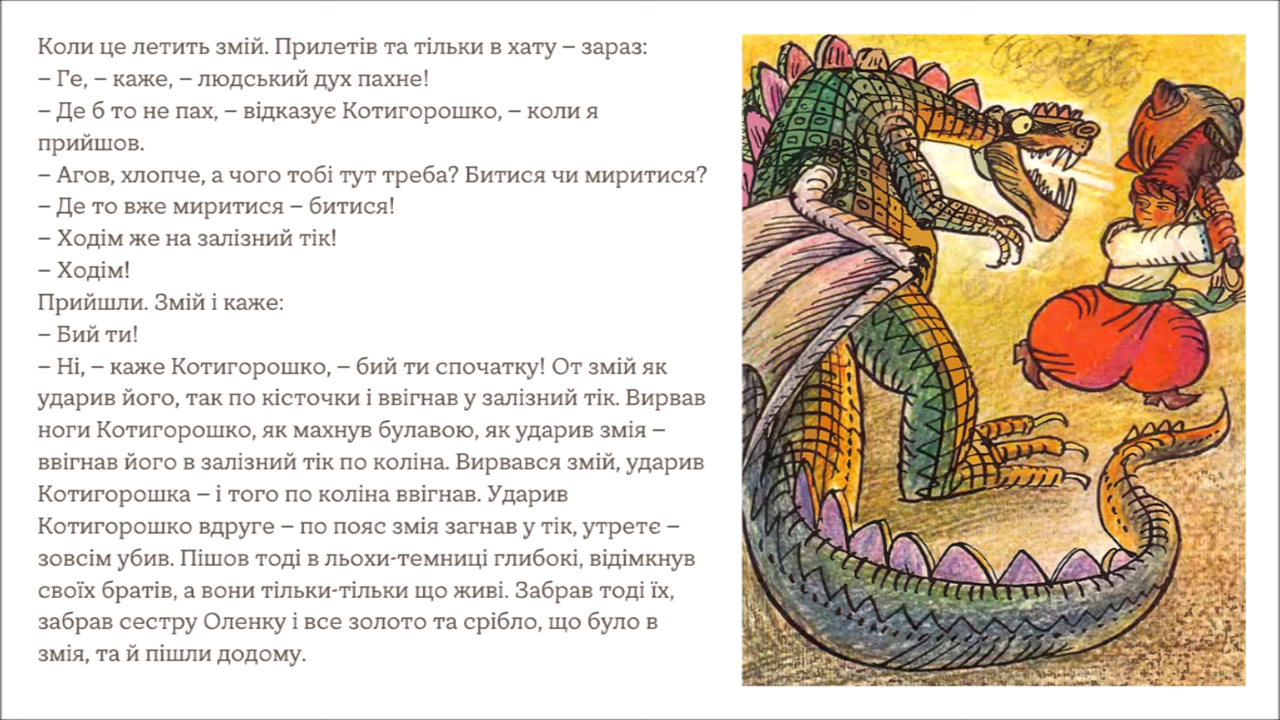 Коли це летить змій. Прилетів та тільки в хату – зараз:
– Ге, – каже, – людський дух пахне!
– Де б то не пах, – відказує Котигорошко, – коли я
прийшов.
– Агов, хлопче, а чого тобі тут треба? Битися чи миритися?
– Де то вже миритися – битися!
– Ходім же на залізний тік!
– Ходім!
Прийшли. Змій і каже:
– Бий ти!
– Ні, – каже Котигорошко, – бий ти спочатку! От змій як
ударив його, так по кісточки і ввігнав у залізний тік. Вирвав
ноги Котигорошко, як махнув булавою, як ударив змія –
ввігнав його в залізний тік по коліна. Вирвався змій, ударив
Котигорошка – і того по коліна ввігнав. Ударив
Котигорошко вдруге – по пояс змія загнав у тік, утретє –
зовсім убив. Пішов тоді в льохи-темниці глибокі, відімкнув
своїх братів, а вони тільки-тільки що живі. Забрав тоді їх,
забрав сестру Оленку і все золото та срібло, що було в
змія, та й пішли додому.